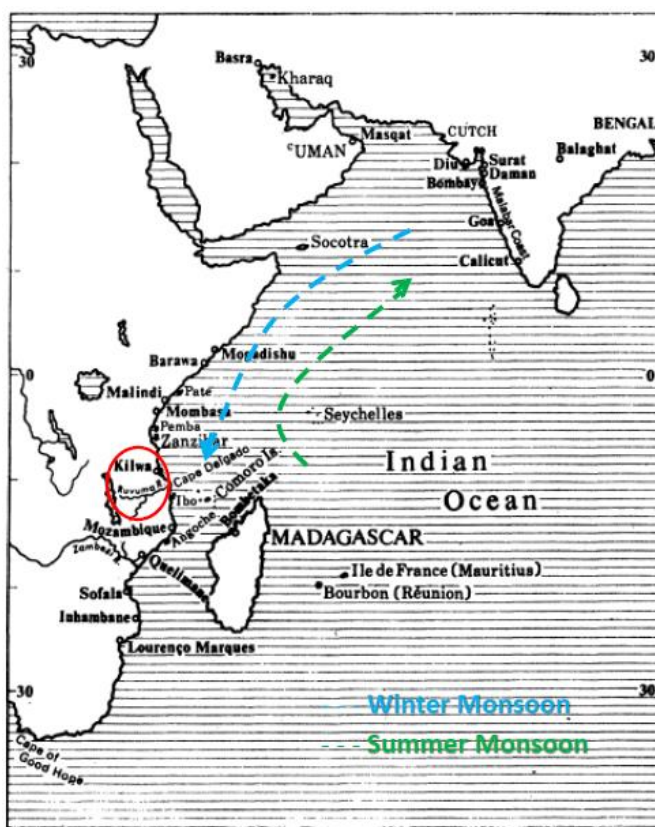 30
30
Basra
Kharaq
Masqat
ᶜUMAN
CUTCH
BENGAL
Diu
Surat
Daman
Balaghat
Bombay
Malabar Coast
Goa
Socotra
Calicut
Mogadishu
Barawa
0
0
Malindi
Pate
Mombasa
Seychelles
Pemba
Zanzibar
Kilwa
Cape Delgado
Indian
Ocean
Ruvuma R.
Ibo
Comoro Is.
Mozambique
Angoche
Bombetaka
MADAGASCAR
Zambezi R.
Quelimane
Ile de France (Mauritius)
Sofala
Bourbon (Réunion)
Inhambane
Lourenço Marques
30
30
Winter Monsoon
Summer Monsoon
Cape of
Good Hope